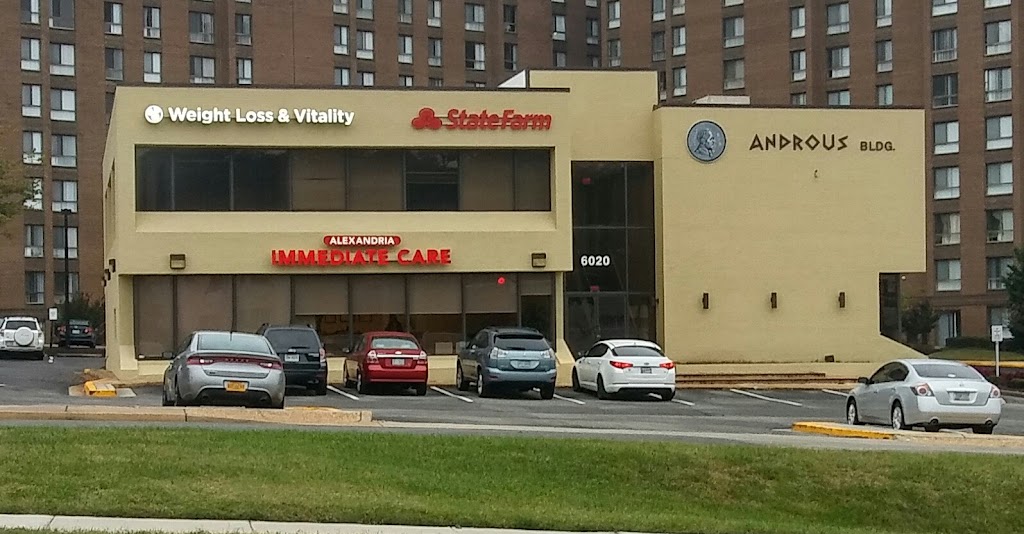 Weight Loss & Vitality
StateFarm
ANDROUS BLDG.
ALEXANDRIA
IMMEDIATE CARE
6020